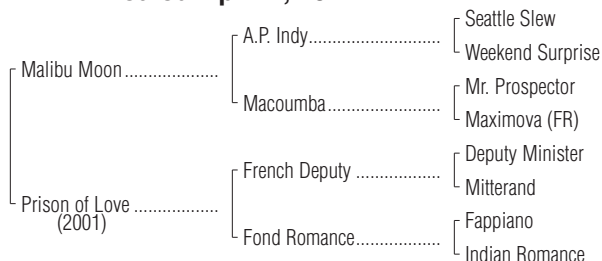 Seattle Slew
A.P. Indy
Weekend Surprise
Malibu Moon
Mr. Prospector
Macoumba
Maximova (FR)
Deputy Minister
French Deputy
Mitterand
Prison of Love
(2001)
Fappiano
Fond Romance
Indian Romance